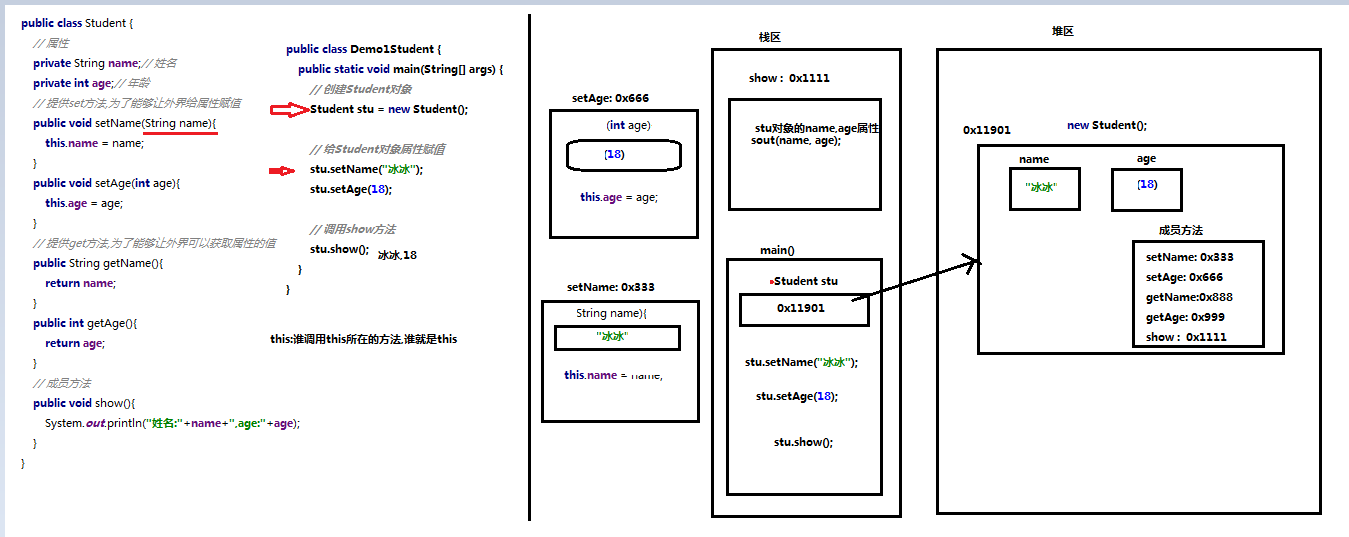 public class Student {
// 属性
private String name;// 姓名
private int age;// 年龄
// 提供set方法,为了能够让外界给属性赋值
public void setName(String name){
this.name = name;
}
public void setAge(int age){
this.age = age;
}
// 提供get方法,为了能够让外界可以获取属性的值
public String getName(){
return name;
}
public int getAge(){
return age;
}
// 成员方法
public void show(){
System.out.println("姓名:"+name+",age:"+age);
}
}
public class Demo1Student {
public static void main(String[] args) {
// 创建Student对象
Student stu = new Student();
// 给Student对象属性赋值
stu.setName("冰冰");
stu.setAge(18);
// 调用show方法
stu.show();
冰冰,18
}
}
this:谁调用this所在的方法,谁就是this
setAge: 0x666
(int age)
(18)
this.age = age;
setName: 0x333
String name){
"冰冰"
this.name = name;
栈区
show : 0x1111
stu对象的name,age属性
sout(name, age);
main()
Student stu
0x11901
stu.setName("冰冰");
stu.setAge(18);
stu.show();
堆区
0x11901
new Student();
name
age
"冰冰"
(18)
成员方法
setName: 0x333
setAge: 0x666
getName:0x888
getAge: 0x999
show : 0x1111